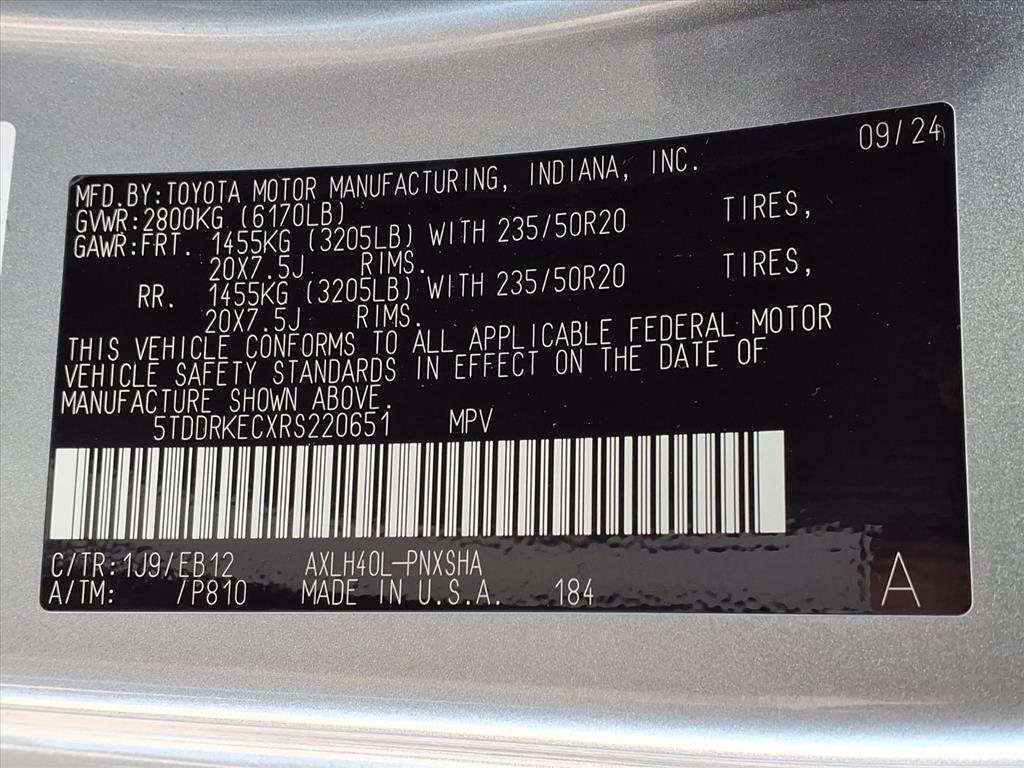 09/24
MFD.BY:TOYOTA MOTOR MANUFACTURING, INDIANA, INC.
GVWR:2800KG (6170LB)
GAWR:FRT. 1455KG (3205LB) WITH 235/50R20 TIRES,
20X7.5J RIMS.
RR. 1455KG (3205LB) WITH 235/50R20 TIRES,
20X7.5J RIMS.
THIS VEHICLE CONFORMS TO ALL APPLICABLE FEDERAL MOTOR
VEHICLE SAFETY STANDARDS IN EFFECT ON THE DATE OF
MANUFACTURE SHOWN ABOVE.
5TDDRKECXRS220651 MPV
C/TR:1J9/EB12 AXLH40L-PNXSHA
A/TM: /P810 MADE IN U.S.A. 184 A